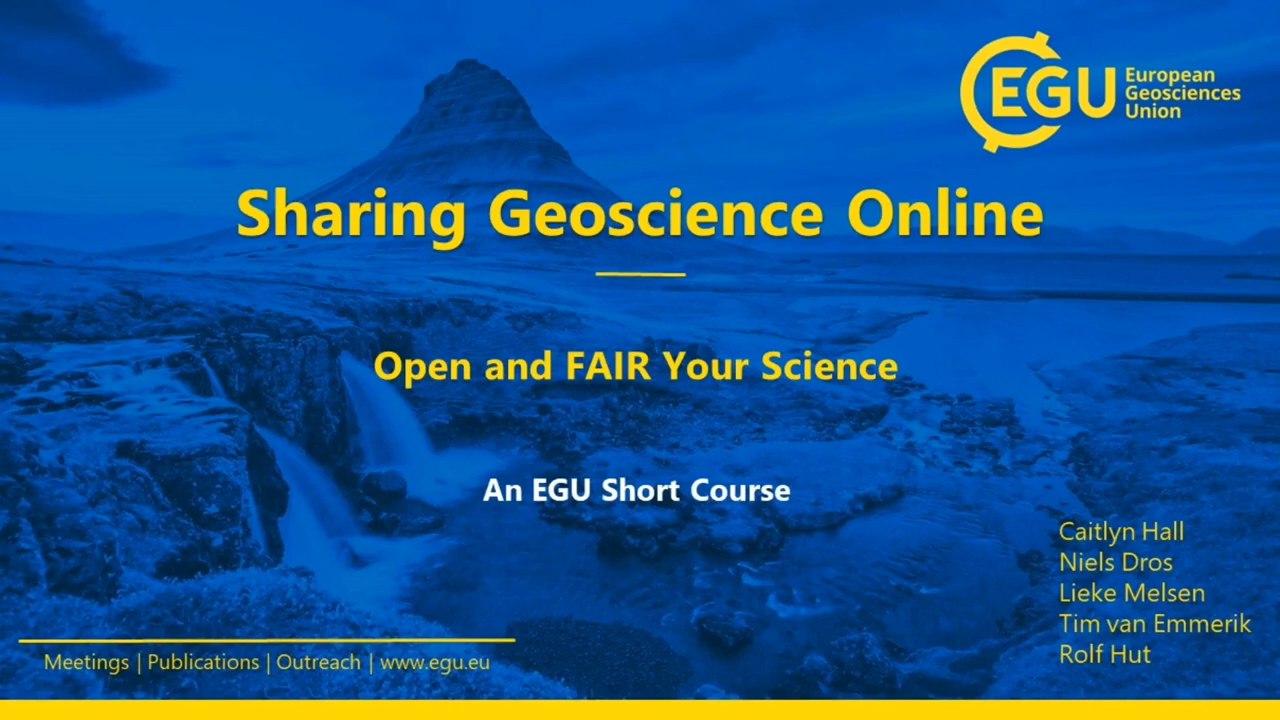 EGU
European
Geosciences
Union
Sharing Geoscience Online
Open and FAIR Your Science
An EGU Short Course
Caitlyn Hall
Niels Dros
Lieke Melsen
Tim van Emmerik
Rolf Hut
Meetings | Publications | Outreach | www.egu.eu